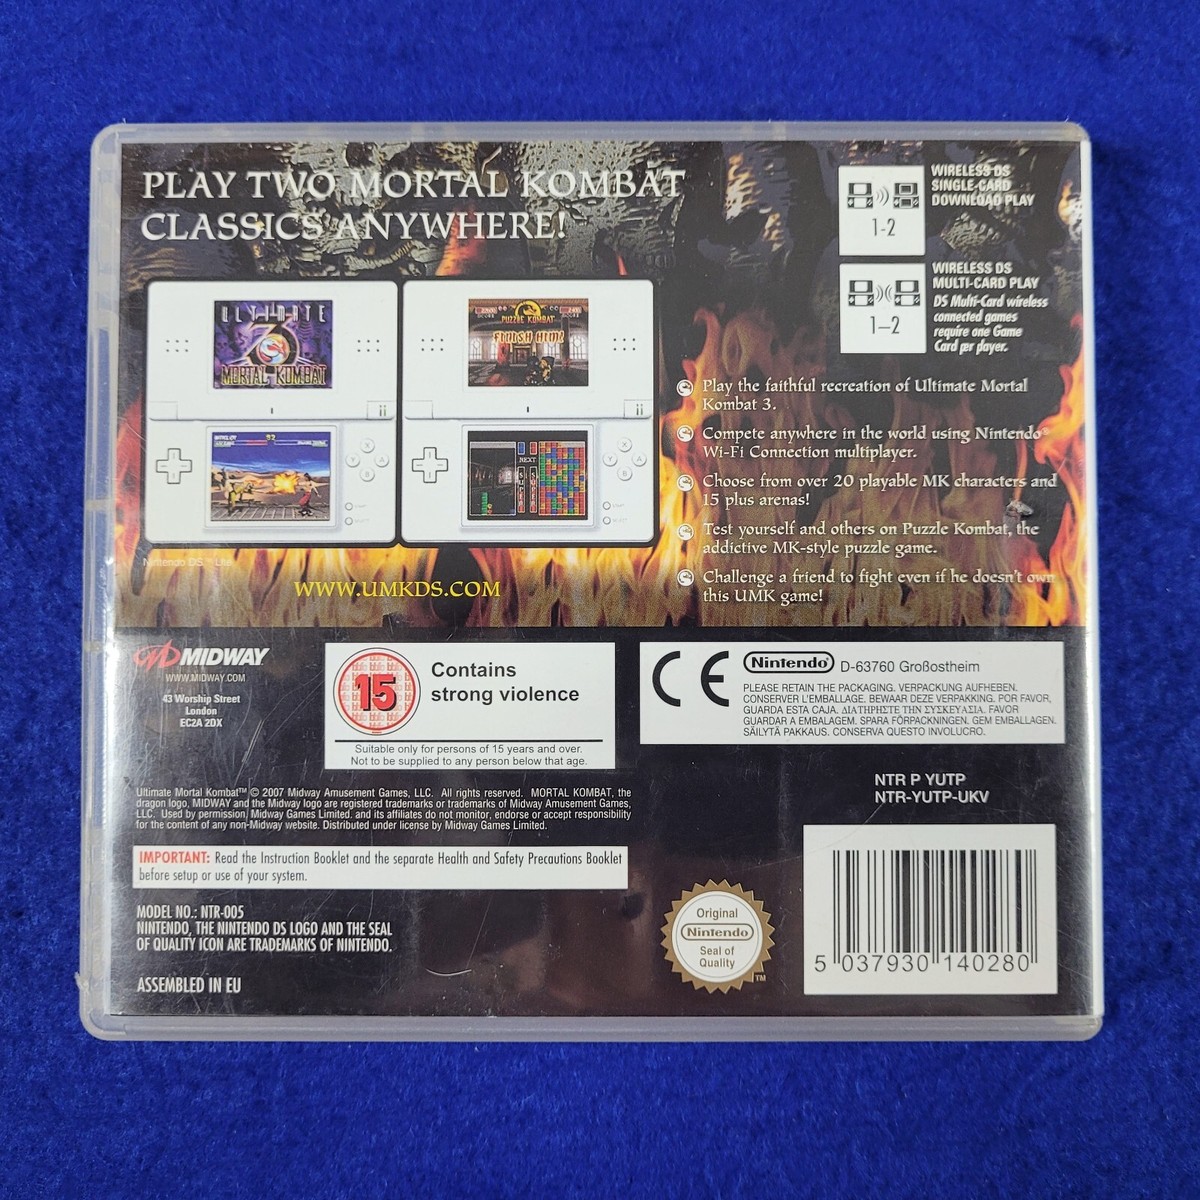 PLAY TWO MORTAL KOMBAT
CLASSICS ANYWHERE!
WIRELESS DS
SINGLE-CARD
DOWNLOAD PLAY
1-2
WIRELESS DS
MULTI-CARD PLAY
DS Multi-Card wireless
connected games
require one Game
Card per player.
1–2
ULTIMATE
3
MORTAL KOMBAT
PUZZLE KOMBAT
FINISH HIM!
NEXT
X
Y A
B
X
Y A
B
Play the faithful recreation of Ultimate Mortal
Kombat 3.
Compete anywhere in the world using Nintendo®
Wi-Fi Connection multiplayer.
Choose from over 20 playable MK characters and
15 plus arenas!
Test yourself and others on Puzzle Kombat, the
addictive MK-style puzzle game.
Challenge a friend to fight even if he doesn't own
this UMK game!
Nintendo DS™ Lite
WWW.UMKDS.COM
MIDWAY
WWW.MIDWAY.COM
43 Worship Street
London
EC2A 2DX
15
Contains
strong violence
Suitable only for persons of 15 years and over.
Not to be supplied to any person below that age.
CE
Nintendo D-63760 Großostheim
PLEASE RETAIN THE PACKAGING. VERPACKUNG AUFHEBEN.
CONSERVER L'EMBALLAGE. BEWAAR DEZE VERPAKKING. POR FAVOR,
GUARDA ESTA CAJA. ΔΙΑΤΗΡΗΣΤΕ ΤΗΝ ΣΥΣΚΕΥΑΣΙΑ. FAVOR
GUARDAR A EMBALAGEM. SPARA FÖRPACKNINGEN. GEM EMBALLAGEN.
SÄILYTÄ PAKKAUS. CONSERVA QUESTO INVOLUCRO.
NTR P YUTP
NTR-YUTP-UKV
Ultimate Mortal Kombat™ © 2007 Midway Amusement Games, LLC. All rights reserved. MORTAL KOMBAT, the
dragon logo, MIDWAY and the Midway logo are registered trademarks or trademarks of Midway Amusement Games,
LLC. Used by permission. Midway Games Limited. and its affiliates do not monitor, endorse or accept responsibility
for the content of any non-Midway website. Distributed under license by Midway Games Limited.
IMPORTANT: Read the Instruction Booklet and the separate Health and Safety Precautions Booklet
before setup or use of your system.
MODEL NO.: NTR-005
NINTENDO, THE NINTENDO DS LOGO AND THE SEAL
OF QUALITY ICON ARE TRADEMARKS OF NINTENDO.
ASSEMBLED IN EU
Original
Nintendo
Seal of
Quality
TM
5 037930 140280